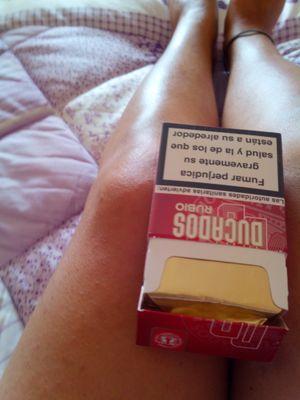 Fumar perjudica
gravemente su
salud y la de los que
están a su alrededor
Las autoridades sanitarias advierten:
DUCADOS
RUBIO